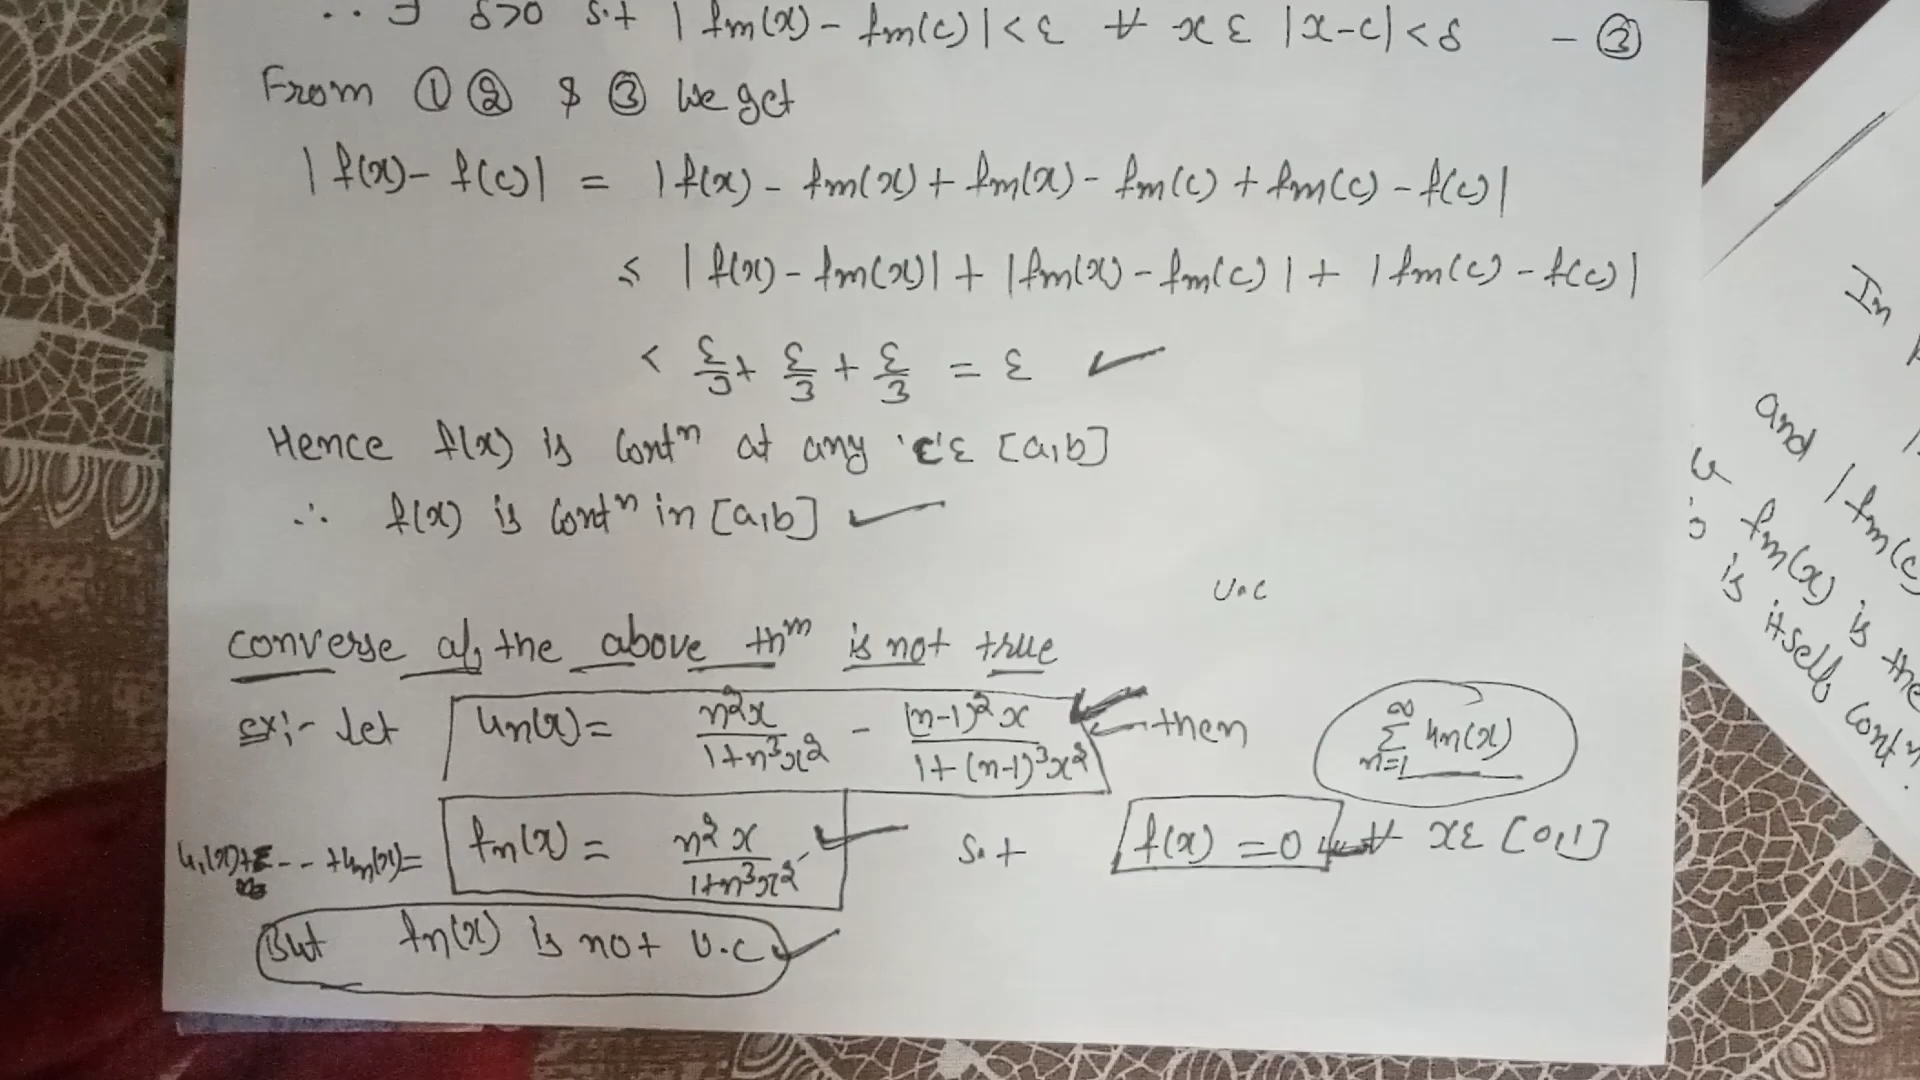 ∴ ∃ δ>0 s.t |fm(x) - fm(c)| < ε ∀ x ε |x-c| < δ - ③
From ① ② & ③ we get
|f(x) - f(c)| = |f(x) - fm(x) + fm(x) - fm(c) + fm(c) - f(c)|
≤ |f(x) - fm(x)| + |fm(x) - fm(c)| + |fm(c) - f(c)|
< ε/3 + ε/3 + ε/3 = ε ✓
Hence f(x) is contⁿ at any 'c' ε [a,b]
∴ f(x) is contⁿ in [a,b] ✓
U.C
converse of the above thᵐ is not true
ex:- let un(x) = n²x/(1+n³x²) - (n-1)²x/(1+(n-1)³x²) ← then ∑_{n=1}^{∞} un(x)
u₁(x)+ - - - +un(x)= fn(x) = n²x/(1+n³x²) ✓ s.t f(x) = 0 ∀ x ε [0,1]
But fn(x) is not U.C ✓
In
and |fm(c)
fm(x) is the
is itself contⁿ.